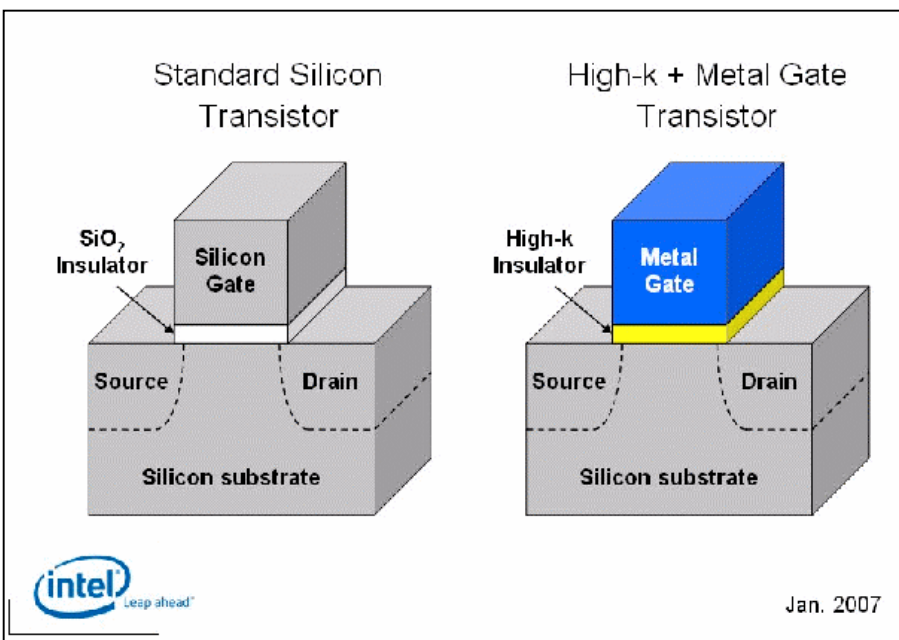 Standard Silicon
Transistor
High-k + Metal Gate
Transistor
SiO₂
Insulator
Silicon
Gate
Source
Drain
Silicon substrate
High-k
Insulator
Metal
Gate
Source
Drain
Silicon substrate
intel
Leap ahead™
Jan. 2007